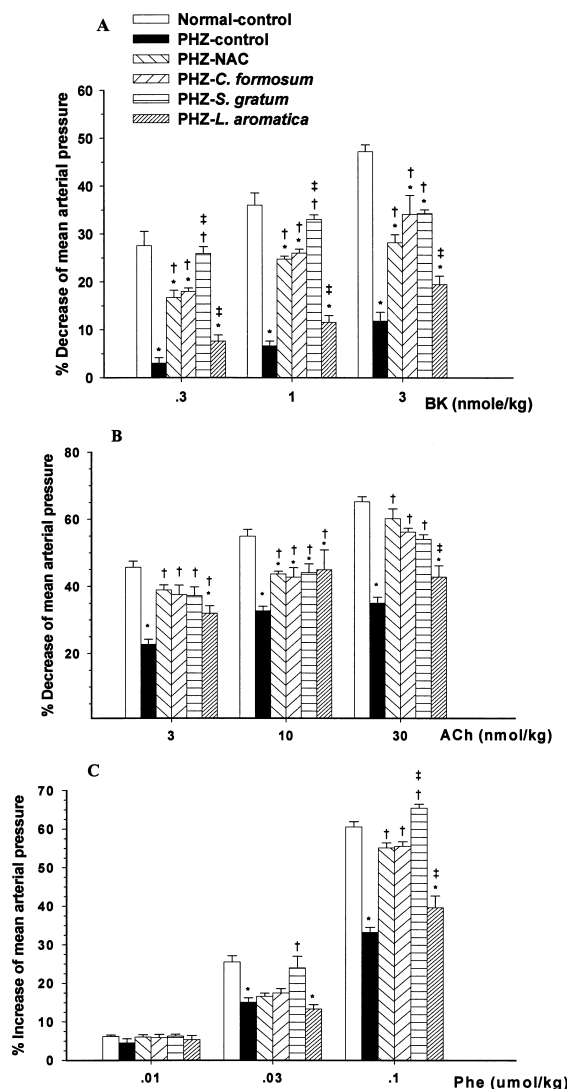 A
Normal-control
PHZ-control
PHZ-NAC
PHZ-C. formosum
PHZ-S. gratum
PHZ-L. aromatica
% Decrease of mean arterial pressure
60
50
40
30
20
10
0
* †* †* †‡ *‡
* †* †* †‡ *‡
* †* †* †* *‡
.3 1 3 BK (nmole/kg)
B
% Decrease of mean arterial pressure
80
60
40
20
* † † † *†
* *† *† *† *†
* † † † *‡
3 10 30 ACh (nmol/kg)
C
% Increase of mean arterial pressure
70
60
50
40
30
20
10
0
* † *
* † † †‡ *‡
.01 .03 .1 Phe (umol/kg)